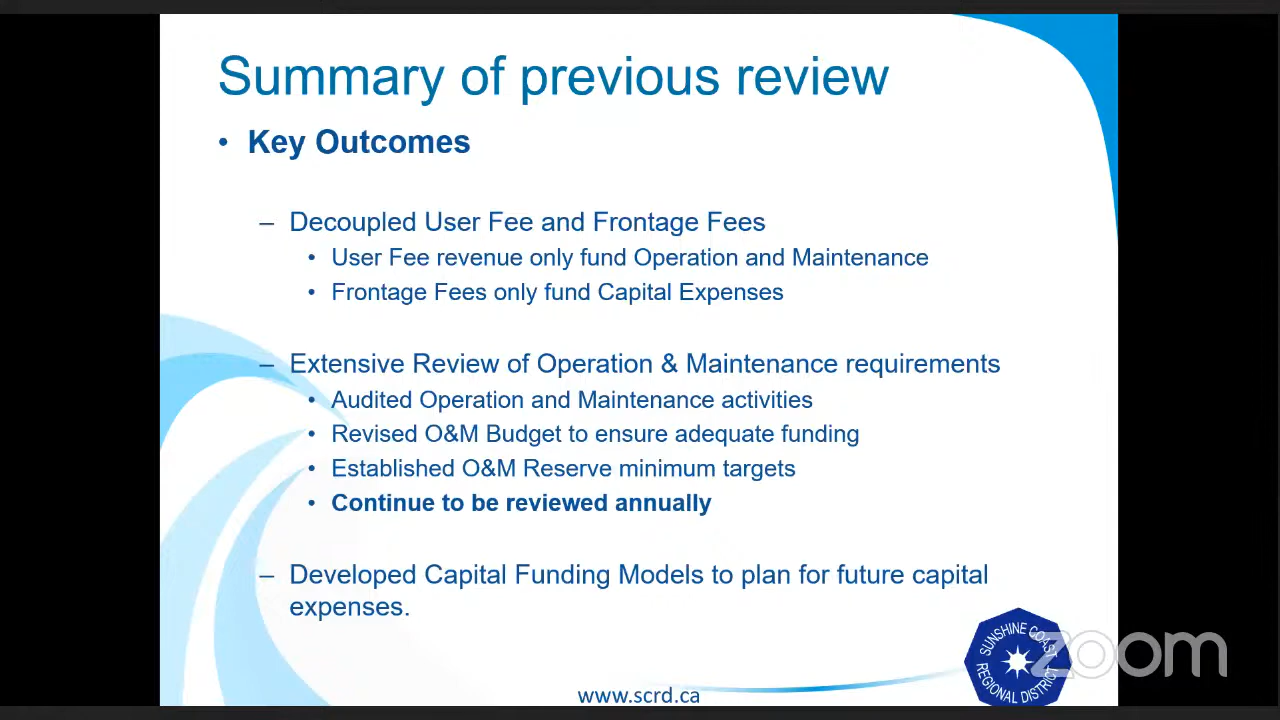 Summary of previous review
• Key Outcomes
– Decoupled User Fee and Frontage Fees
• User Fee revenue only fund Operation and Maintenance
• Frontage Fees only fund Capital Expenses
– Extensive Review of Operation & Maintenance requirements
• Audited Operation and Maintenance activities
• Revised O&M Budget to ensure adequate funding
• Established O&M Reserve minimum targets
• Continue to be reviewed annually
– Developed Capital Funding Models to plan for future capital
expenses.
SUNSHINE COAST
REGIONAL DISTRICT
zoom
www.scrd.ca